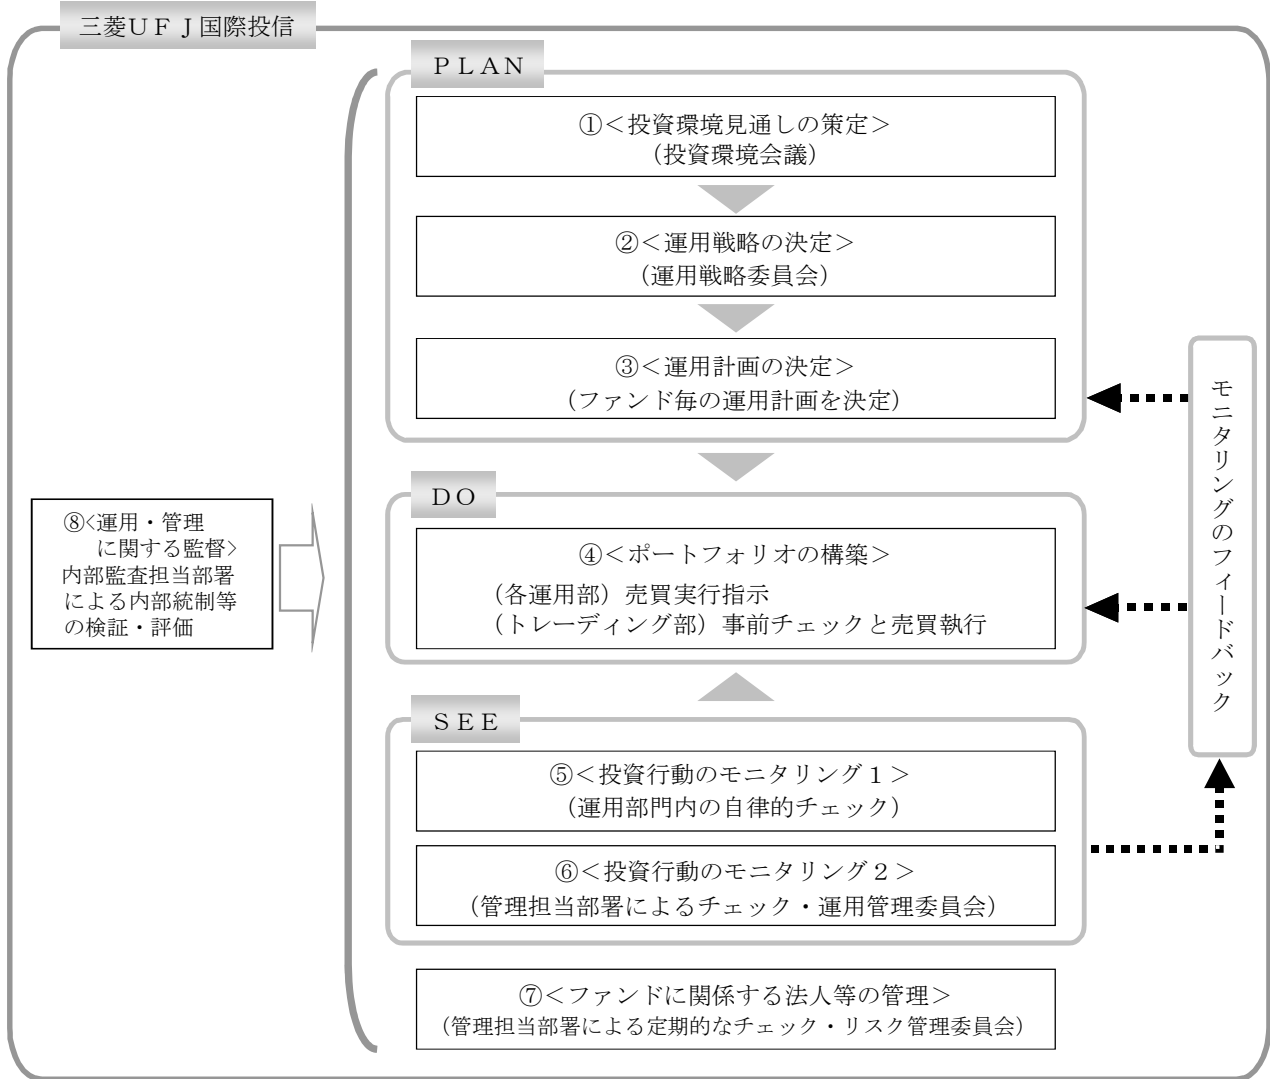 三菱ＵＦＪ国際投信
ＰＬＡＮ
①＜投資環境見通しの策定＞
（投資環境会議）
②＜運用戦略の決定＞
（運用戦略委員会）
③＜運用計画の決定＞
（ファンド毎の運用計画を決定）
ＤＯ
④＜ポートフォリオの構築＞
（各運用部）売買実行指示
（トレーディング部）事前チェックと売買執行
ＳＥＥ
⑤＜投資行動のモニタリング１＞
（運用部門内の自律的チェック）
⑥＜投資行動のモニタリング２＞
（管理担当部署によるチェック・運用管理委員会）
⑦＜ファンドに関係する法人等の管理＞
（管理担当部署による定期的なチェック・リスク管理委員会）
⑧<運用・管理
に関する監督>
内部監査担当部署
による内部統制等
の検証・評価
モニタリングのフィードバック